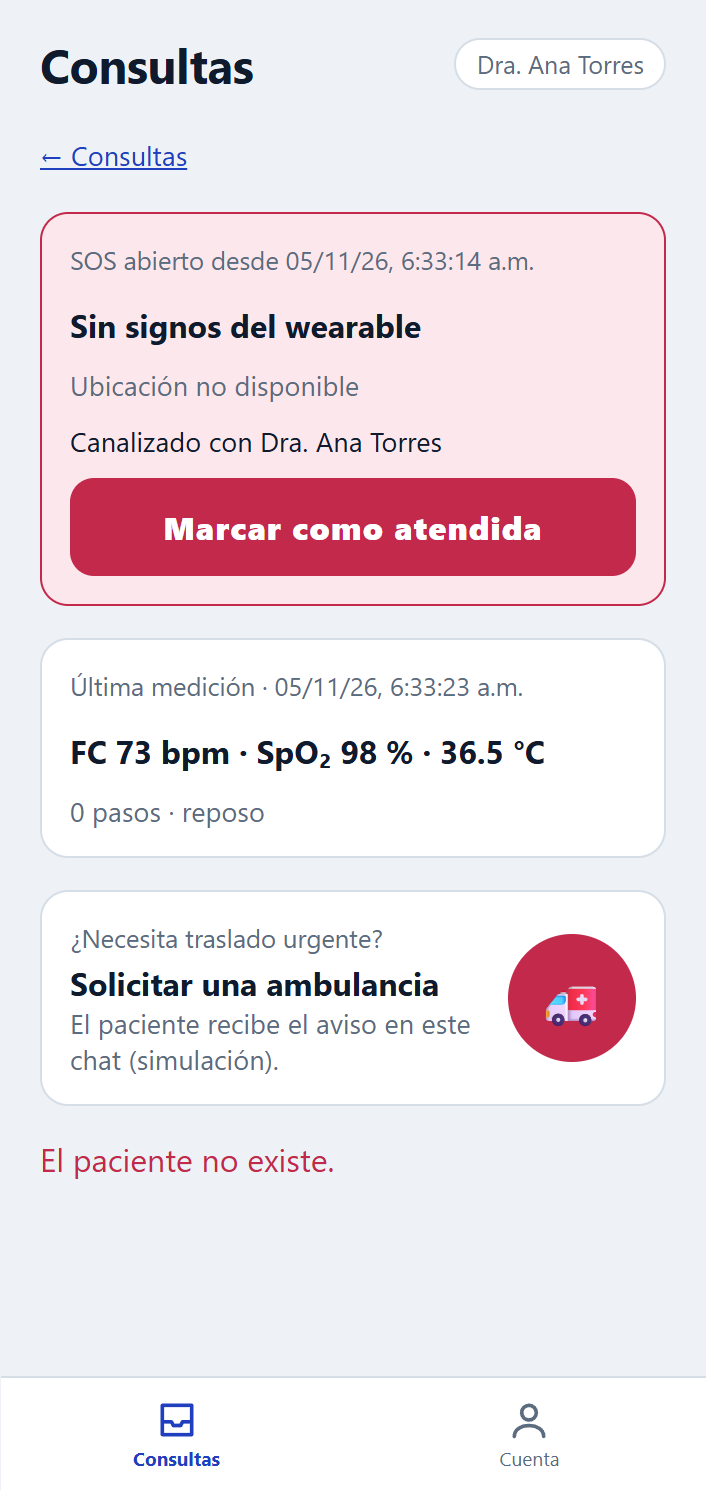 Consultas
Dra. Ana Torres
← Consultas
SOS abierto desde 05/11/26, 6:33:14 a.m.
Sin signos del wearable
Ubicación no disponible
Canalizado con Dra. Ana Torres
Marcar como atendida
Última medición · 05/11/26, 6:33:23 a.m.
FC 73 bpm · SpO₂ 98 % · 36.5 °C
0 pasos · reposo
¿Necesita traslado urgente?
Solicitar una ambulancia
El paciente recibe el aviso en este
chat (simulación).
El paciente no existe.
Consultas
Cuenta